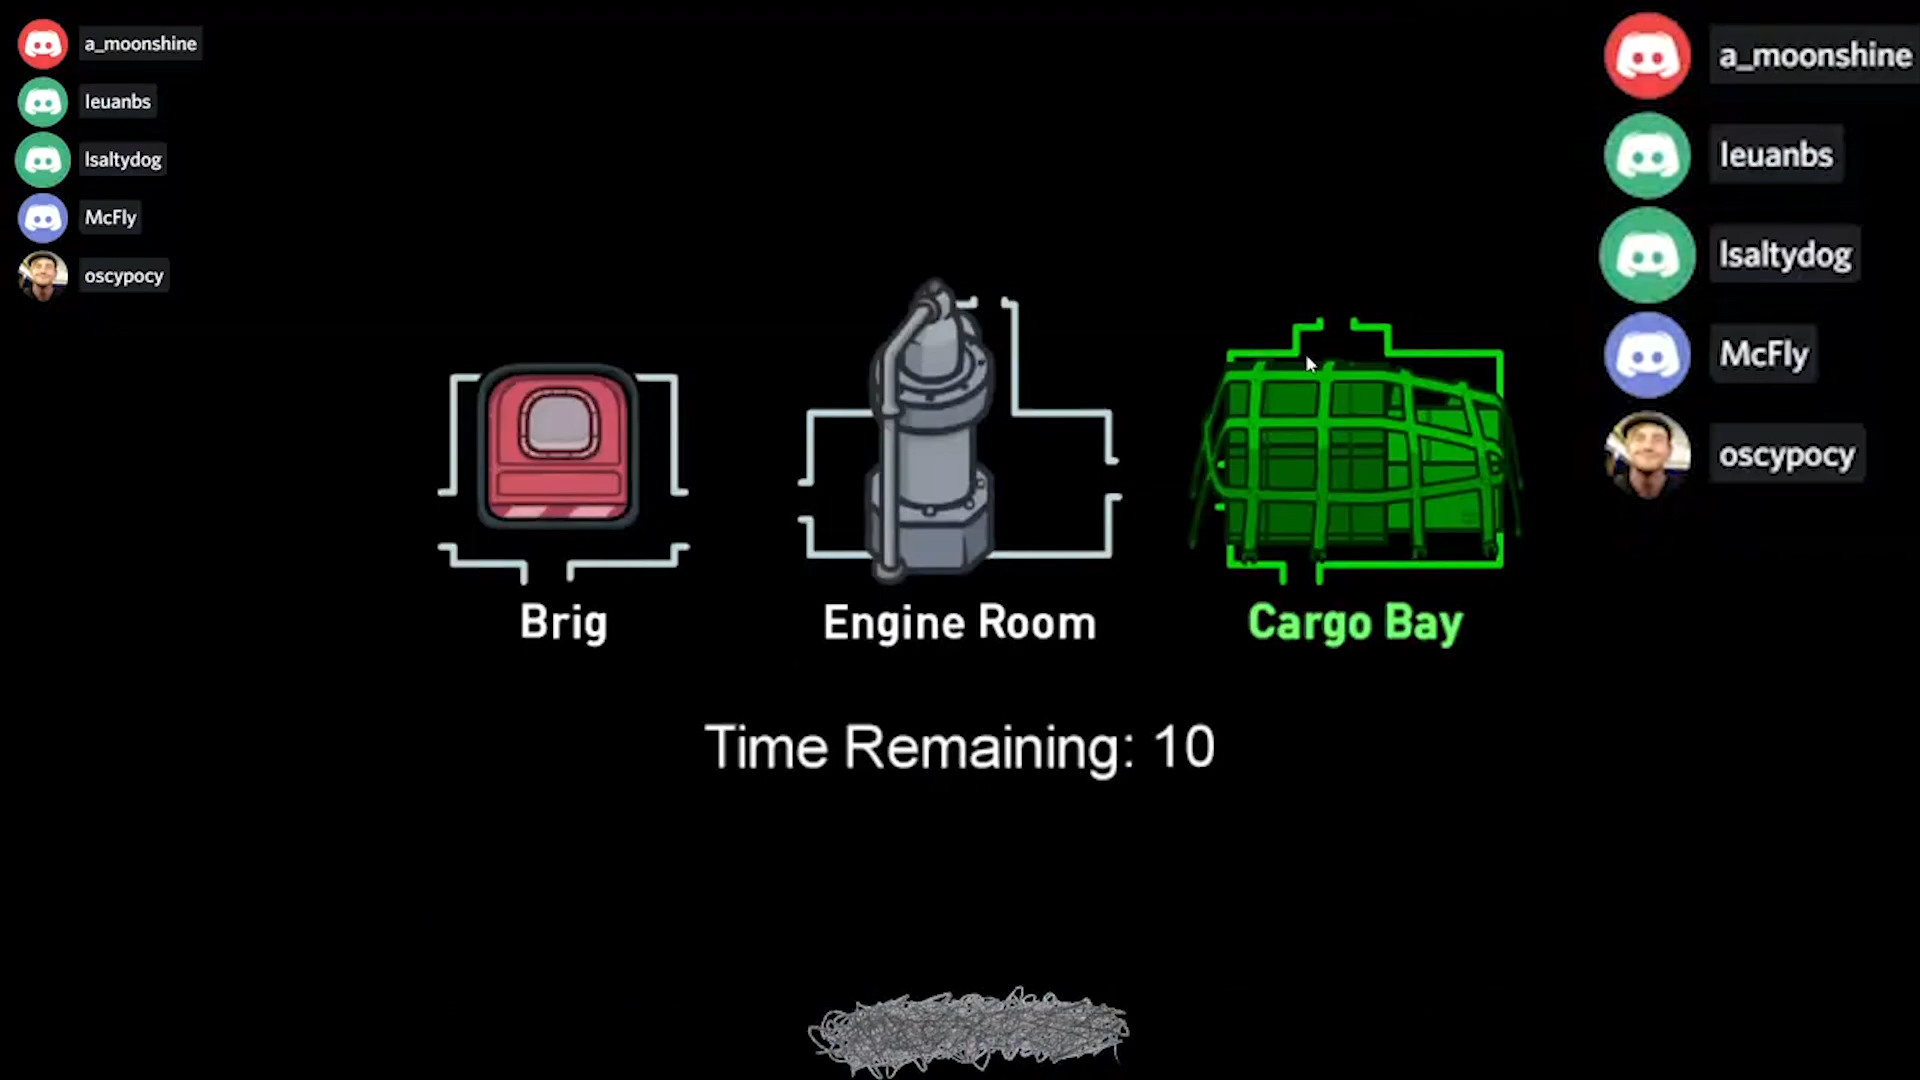 a_moonshine
leuanbs
lsaltydog
McFly
oscypocy
a_moonshine
leuanbs
lsaltydog
McFly
oscypocy
Brig
Engine Room
Cargo Bay
Time Remaining: 10